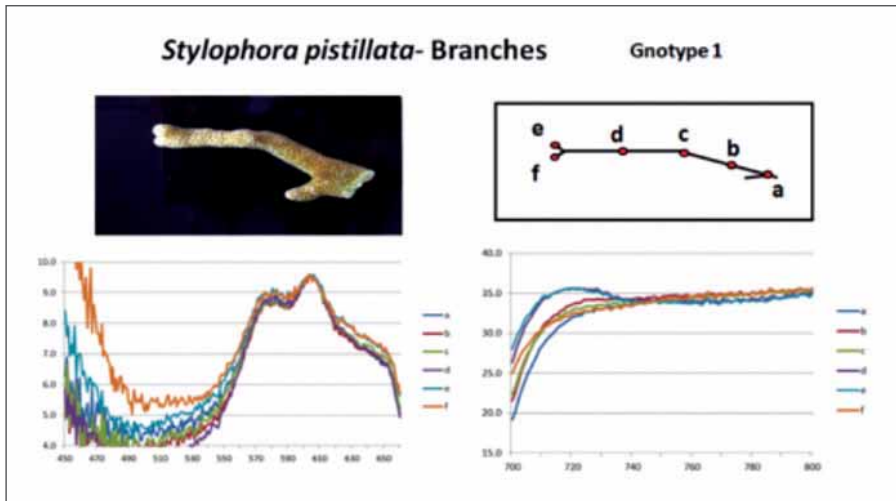 Stylophora pistillata- Branches Gnotype 1
e d c b
f a
10.0
9.0
8.0
7.0
6.0
5.0
4.0
450 470 490 510 530 550 570 590 610 630 650
a
b
c
d
e
f
40.0
35.0
30.0
25.0
20.0
15.0
700 720 740 760 780 800
a
b
c
d
e
f